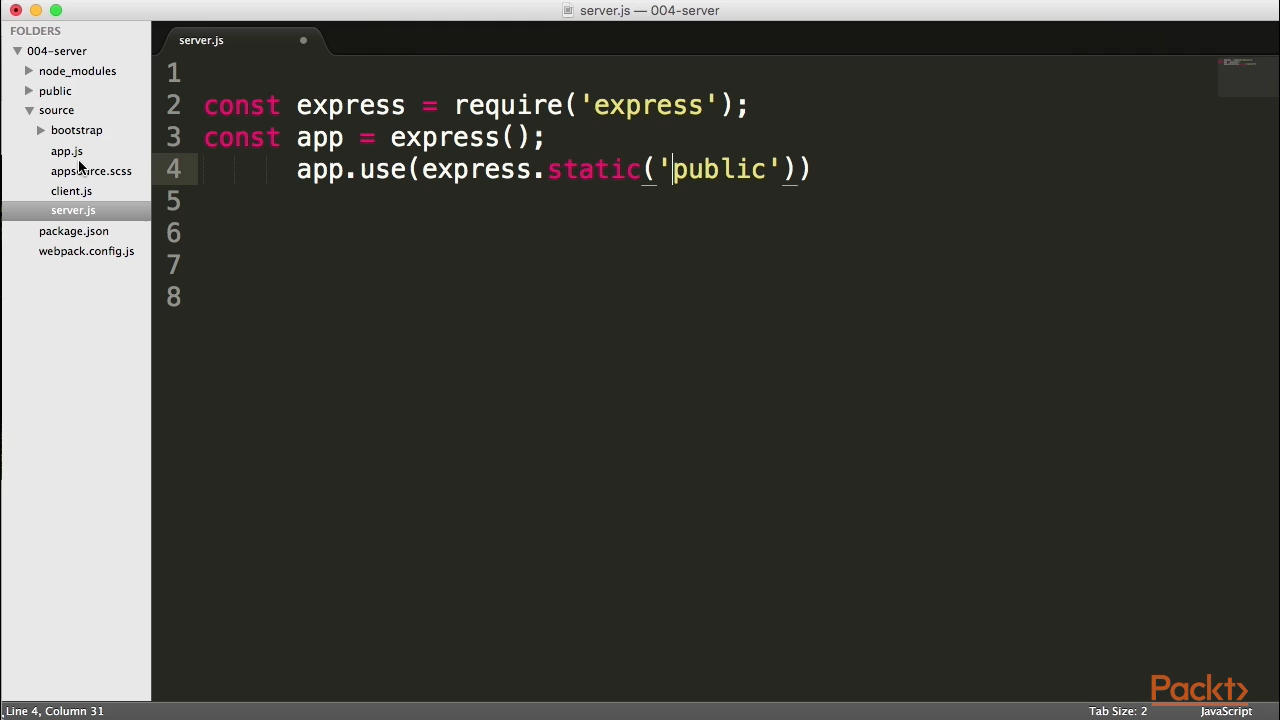 server.js — 004-server
FOLDERS
004-server
node_modules
public
source
bootstrap
app.js
appsource.scss
client.js
server.js
package.json
webpack.config.js
server.js
1
2 const express = require('express');
3 const app = express();
4 app.use(express.static('public'))
5
6
7
8
Packt>
Line 4, Column 31
Tab Size: 2
JavaScript